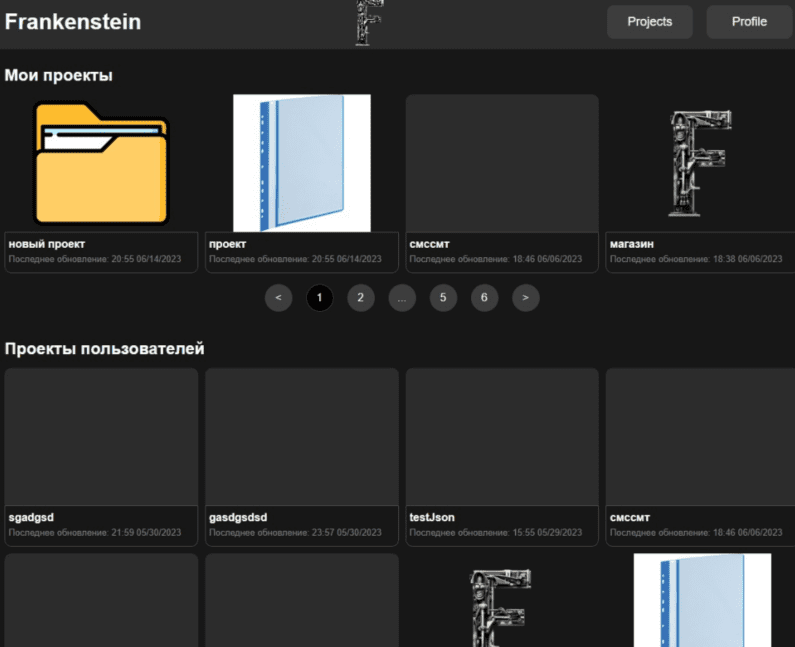 Frankenstein
F
Projects
Profile
Мои проекты
F
новый проект
проект
смссмт
магазин
Последнее обновление: 20:55 06/14/2023
Последнее обновление: 20:55 06/14/2023
Последнее обновление: 18:46 06/06/2023
Последнее обновление: 18:38 06/06/2023
<
1
2
...
5
6
>
Проекты пользователей
sgadgsd
gasdgsdsd
testJson
смссмт
Последнее обновление: 21:59 05/30/2023
Последнее обновление: 23:57 05/30/2023
Последнее обновление: 15:55 05/29/2023
Последнее обновление: 18:46 06/06/2023
F